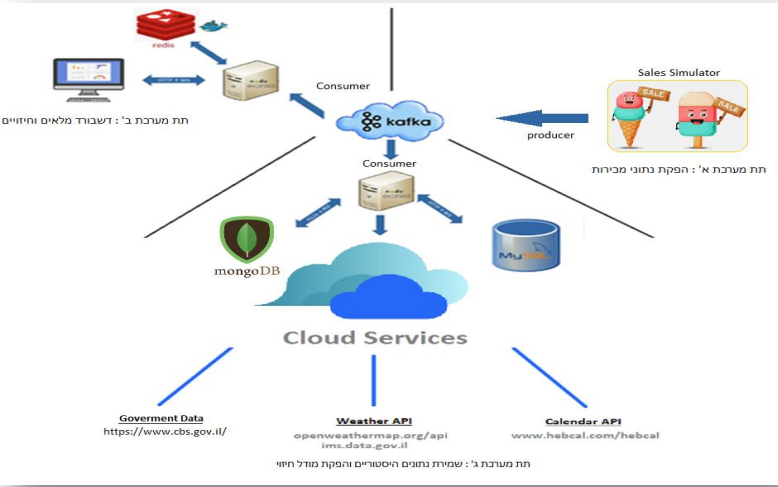 redis
Sales Simulator
SALE
SALE
Consumer
kafka
producer
HTTP + WS
תת מערכת ב' : דשבורד מלאים וחיזויים
תת מערכת א' : הפקת נתוני מכירות
Consumer
mongoDB
MySQL
Cloud Services
Goverment Data
https://www.cbs.gov.il/
Weather API
openweathermap.org/api
ims.data.gov.il
Calendar API
www.hebcal.com/hebcal
תת מערכת ג' : שמירת נתונים היסטוריים והפקת מודל חיזוי